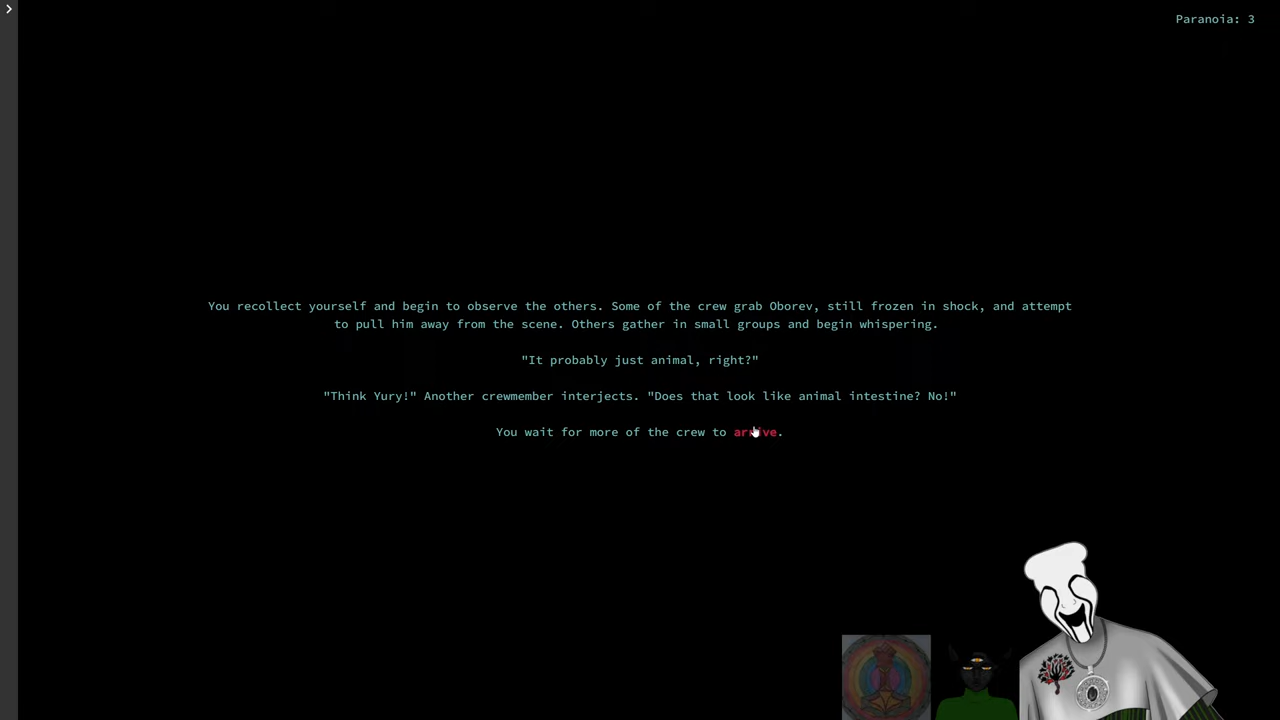 Paranoia: 3
You recollect yourself and begin to observe the others. Some of the crew grab Oborev, still frozen in shock, and attempt
to pull him away from the scene. Others gather in small groups and begin whispering.
"It probably just animal, right?"
"Think Yury!" Another crewmember interjects. "Does that look like animal intestine? No!"
You wait for more of the crew to arrive.